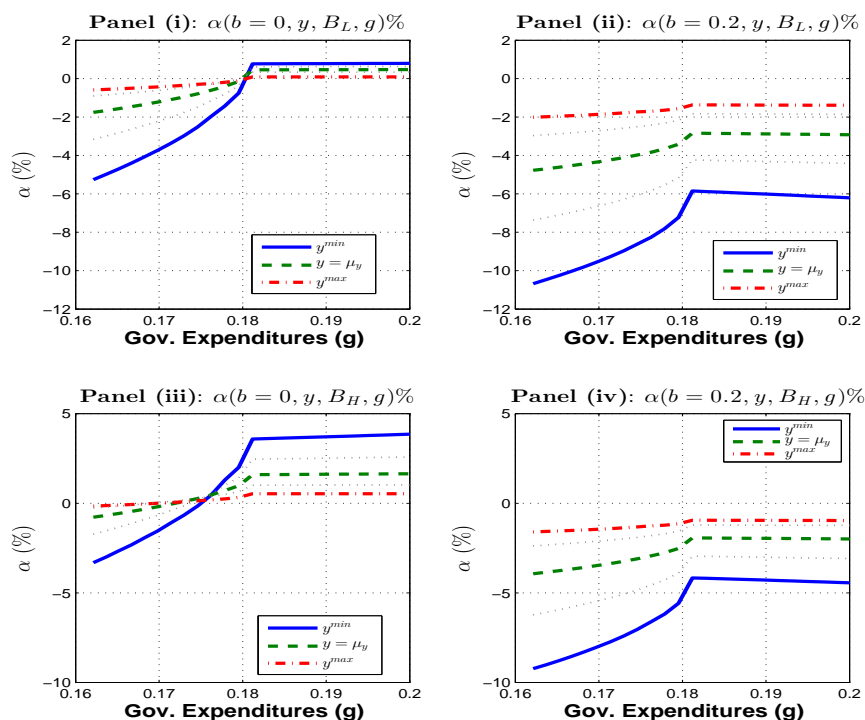 Panel (i): α(b = 0, y, B_L, g)%
2
0
−2
−4
−6
−8
−10
−12
α (%)
y^{min}
y = μ_y
y^{max}
0.16 0.17 0.18 0.19 0.2
Gov. Expenditures (g)
Panel (ii): α(b = 0.2, y, B_L, g)%
2
0
−2
−4
−6
−8
−10
−12
α (%)
y^{min}
y = μ_y
y^{max}
0.16 0.17 0.18 0.19 0.2
Gov. Expenditures (g)
Panel (iii): α(b = 0, y, B_H, g)%
5
0
−5
−10
α (%)
y^{min}
y = μ_y
y^{max}
0.16 0.17 0.18 0.19 0.2
Gov. Expenditures (g)
Panel (iv): α(b = 0.2, y, B_H, g)%
5
0
−5
−10
α (%)
y^{min}
y = μ_y
y^{max}
0.16 0.17 0.18 0.19 0.2
Gov. Expenditures (g)